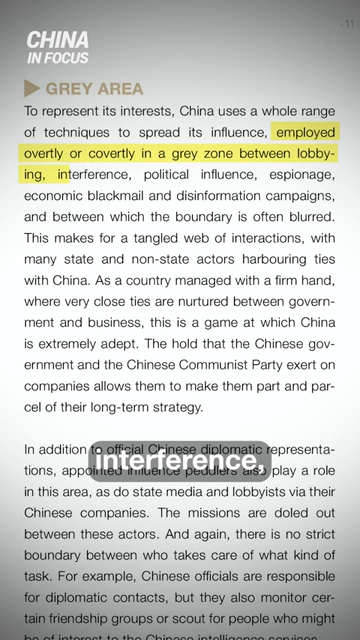 - 11 -
CHINA
IN FOCUS
GREY AREA
To represent its interests, China uses a whole range
of techniques to spread its influence, employed
overtly or covertly in a grey zone between lobby-
ing, interference, political influence, espionage,
economic blackmail and disinformation campaigns,
and between which the boundary is often blurred.
This makes for a tangled web of interactions, with
many state and non-state actors harbouring ties
with China. As a country managed with a firm hand,
where very close ties are nurtured between govern-
ment and business, this is a game at which China
is extremely adept. The hold that the Chinese gov-
ernment and the Chinese Communist Party exert on
companies allows them to make them part and par-
cel of their long-term strategy.
In addition to official Chinese diplomatic representa-
tions, appointed influence peddlers also play a role
Interference,
in this area, as do state media and lobbyists via their
Chinese companies. The missions are doled out
between these actors. And again, there is no strict
boundary between who takes care of what kind of
task. For example, Chinese officials are responsible
for diplomatic contacts, but they also monitor cer-
tain friendship groups or scout for people who might
be of interest to the Chinese intelligence services